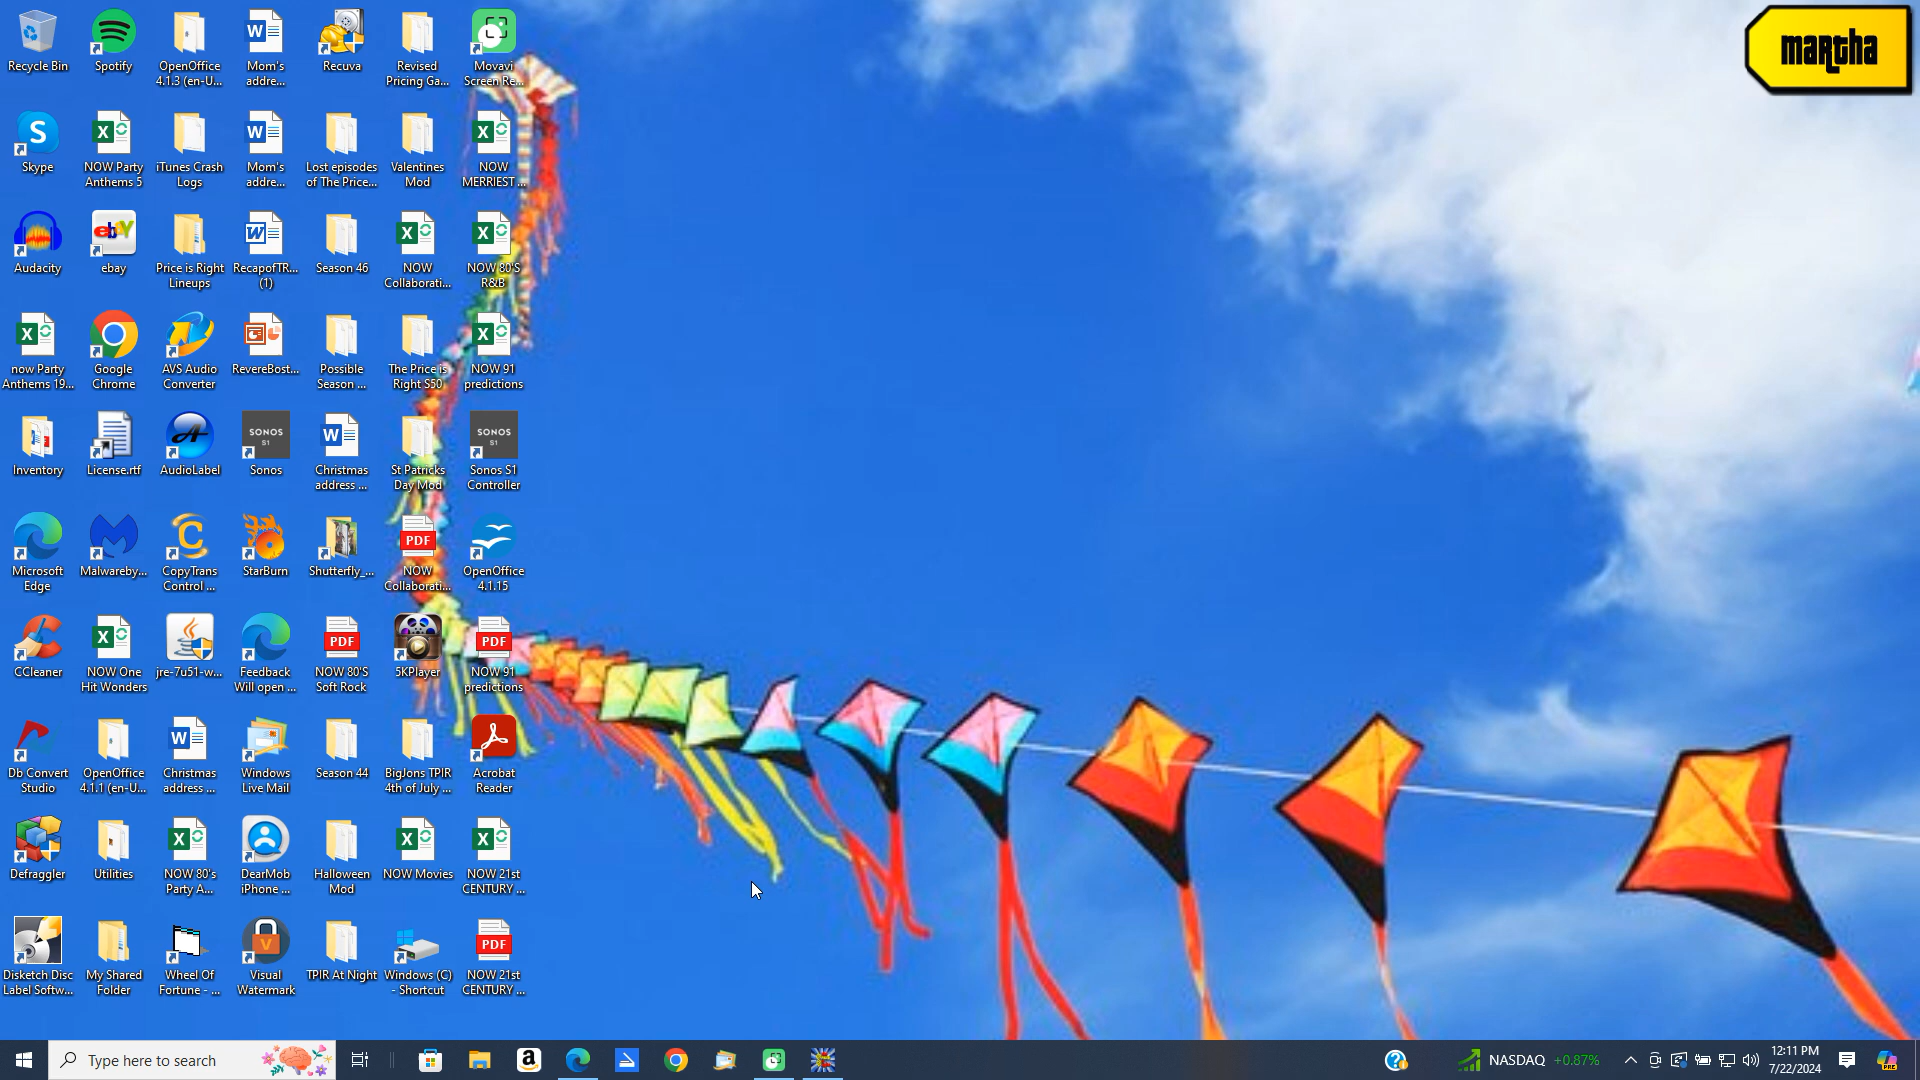 martha
Recycle Bin
Spotify
OpenOffice
4.1.3 (en-U...
Mom's
addre...
Recuva
Revised
Pricing Ga...
Movavi
Screen Re...
Skype
NOW Party
Anthems 5
iTunes Crash
Logs
Mom's
addre...
Lost episodes
of The Price...
Valentines
Mod
NOW
MERRIEST ...
Audacity
ebay
Price is Right
Lineups
RecapofTR...
(1)
Season 46
NOW
Collaborati...
NOW 80'S
R&B
now Party
Anthems 19...
Google
Chrome
AVS Audio
Converter
RevereBost...
Possible
Season ...
The Price is
Right S50
NOW 91
predictions
Inventory
License.rtf
AudioLabel
SONOS
S1
Sonos
Christmas
address ...
St Patricks
Day Mod
SONOS
S1
Sonos S1
Controller
Microsoft
Edge
Malwareby...
CopyTrans
Control ...
StarBurn
Shutterfly_...
PDF
NOW
Collaborati...
OpenOffice
4.1.15
CCleaner
NOW One
Hit Wonders
jre-7u51-w...
Feedback
Will open ...
PDF
NOW 80'S
Soft Rock
5KPlayer
PDF
NOW 91
predictions
Db Convert
Studio
OpenOffice
4.1.1 (en-U...
Christmas
address ...
Windows
Live Mail
Season 44
BigJons TPIR
4th of July ...
Acrobat
Reader
Defraggler
Utilities
NOW 80's
Party A...
DearMob
iPhone ...
Halloween
Mod
NOW Movies
NOW 21st
CENTURY ...
Disketch Disc
Label Softw...
My Shared
Folder
Wheel Of
Fortune - ...
Visual
Watermark
TPIR At Night
Windows (C)
- Shortcut
PDF
NOW 21st
CENTURY ...
Type here to search
NASDAQ +0.87%
12:11 PM
7/22/2024